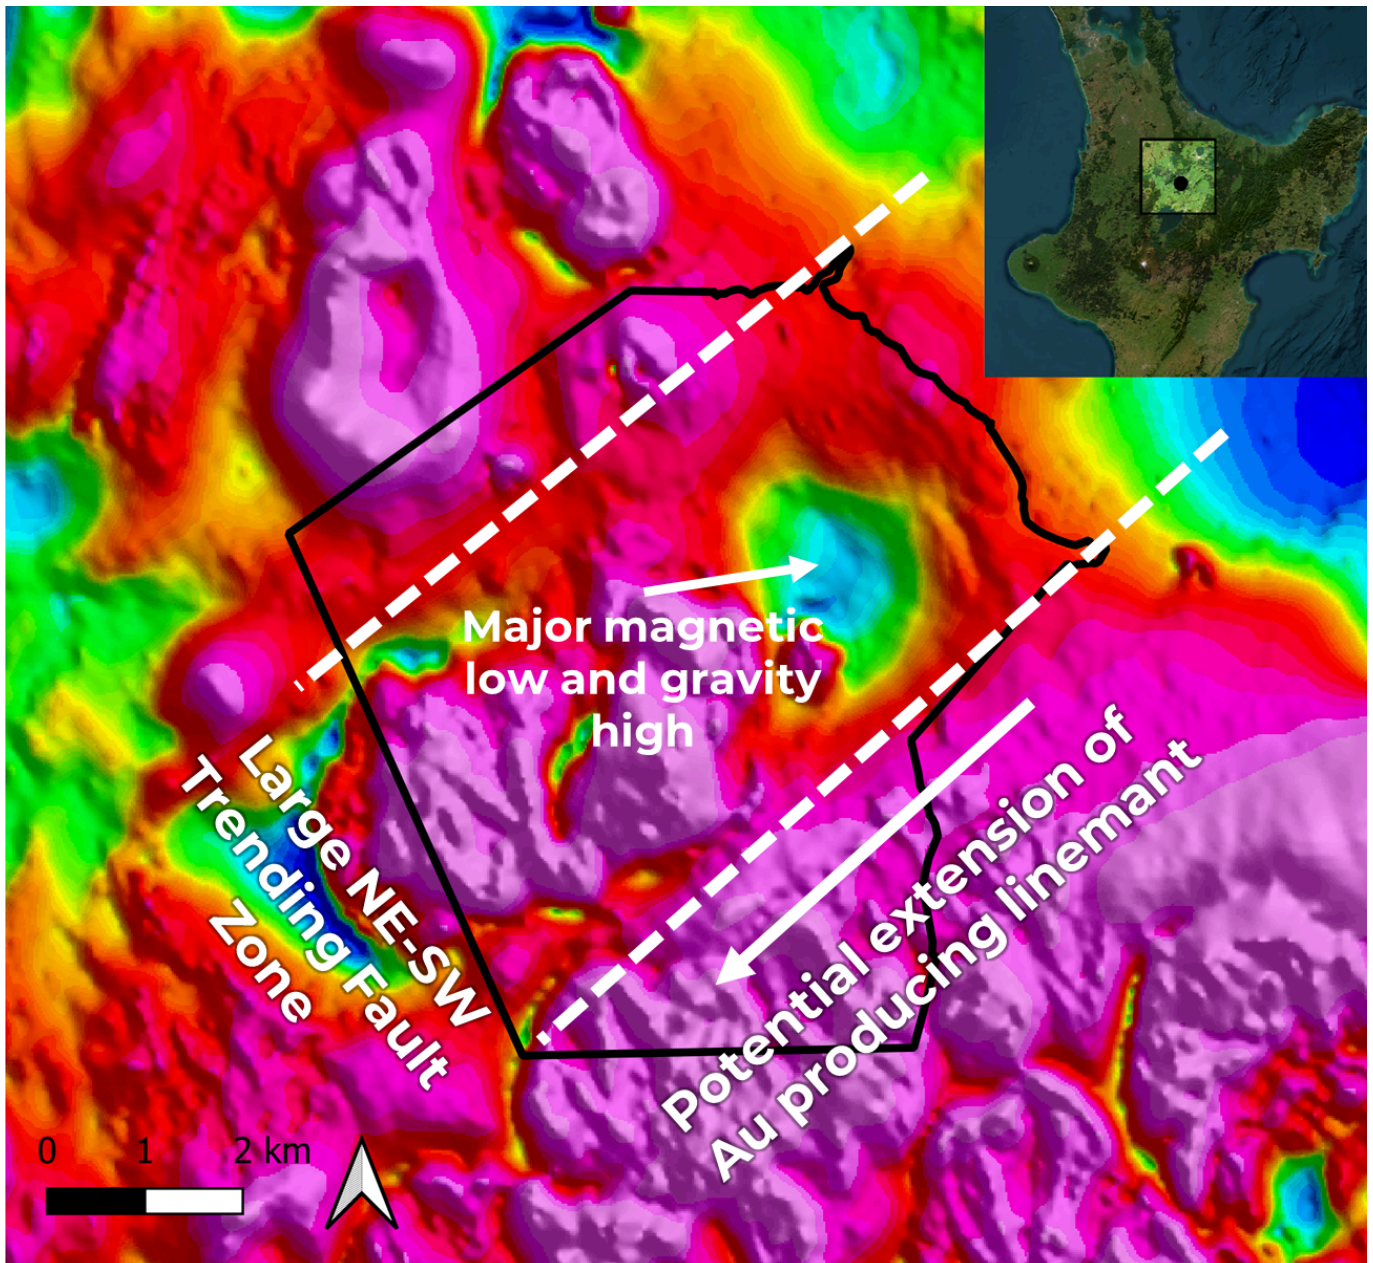 Major magnetic
low and gravity
high
Large NE-SW
Trending Fault
Zone
Potential extension of
Au producing linemant
0 1 2 km